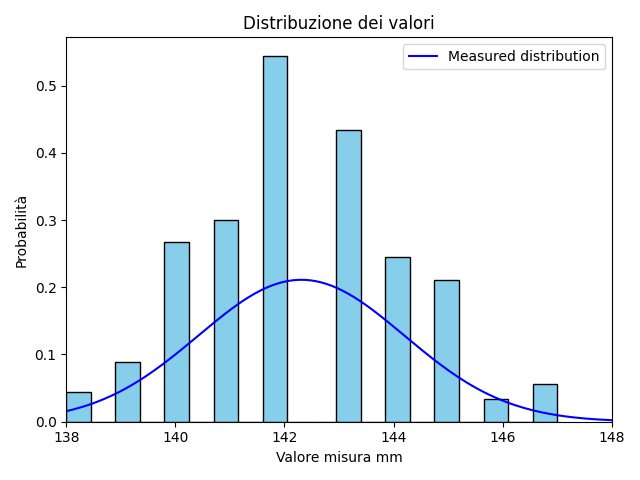 Distribuzione dei valori
Measured distribution
Probabilità
0.5
0.4
0.3
0.2
0.1
0.0
138 140 142 144 146 148
Valore misura mm